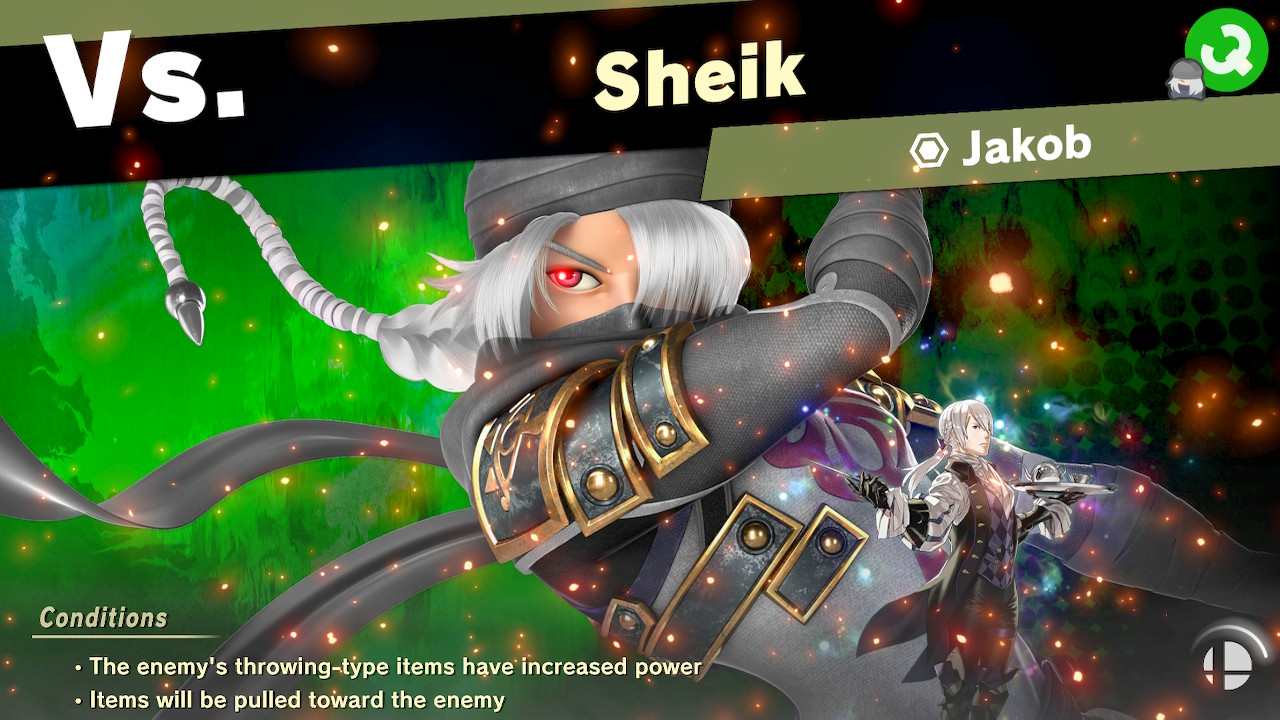 Vs.
Sheik
Jakob
Conditions
• The enemy's throwing-type items have increased power
• Items will be pulled toward the enemy